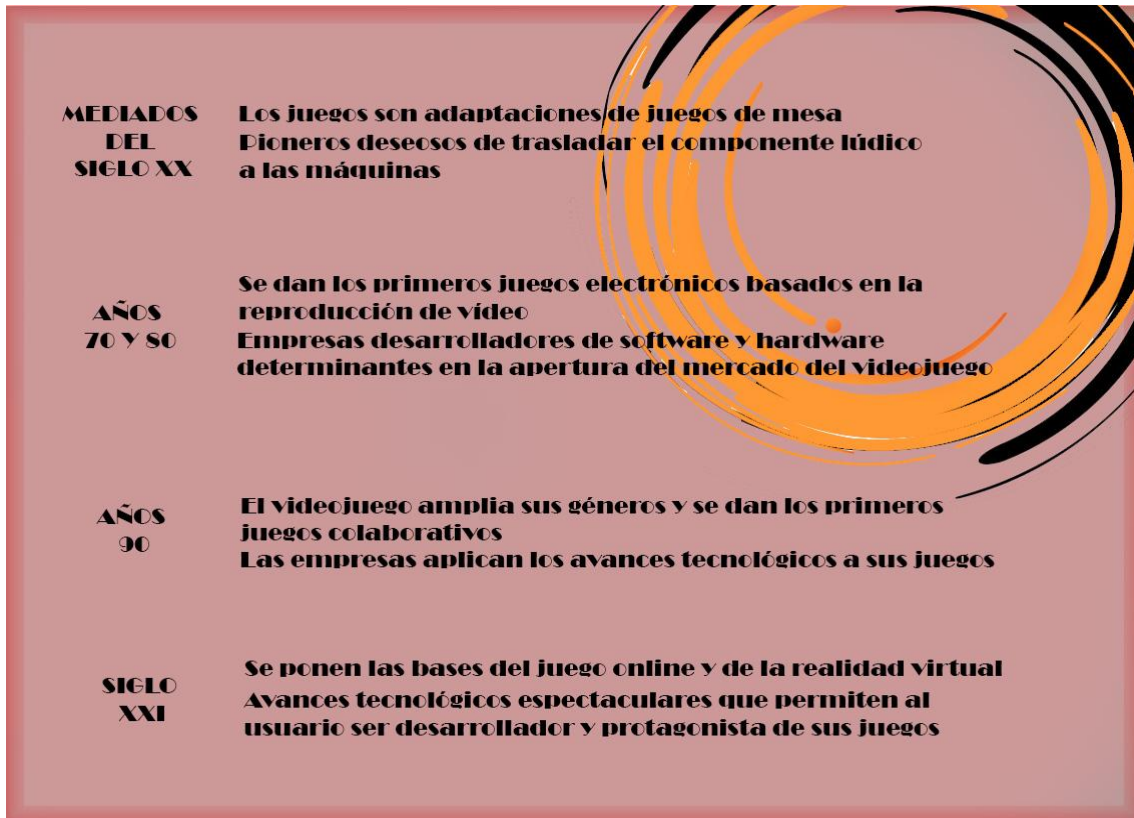 MEDIADOS
DEL
SIGLO XX
Los juegos son adaptaciones de juegos de mesa
Pioneros deseosos de trasladar el componente lúdico
a las máquinas
AÑOS
70 Y 80
Se dan los primeros juegos electrónicos basados en la
reproducción de vídeo
Empresas desarrolladores de software y hardware
determinantes en la apertura del mercado del videojuego
AÑOS
90
El videojuego amplia sus géneros y se dan los primeros
juegos colaborativos
Las empresas aplican los avances tecnológicos a sus juegos
SIGLO
XXI
Se ponen las bases del juego online y de la realidad virtual
Avances tecnológicos espectaculares que permiten al
usuario ser desarrollador y protagonista de sus juegos